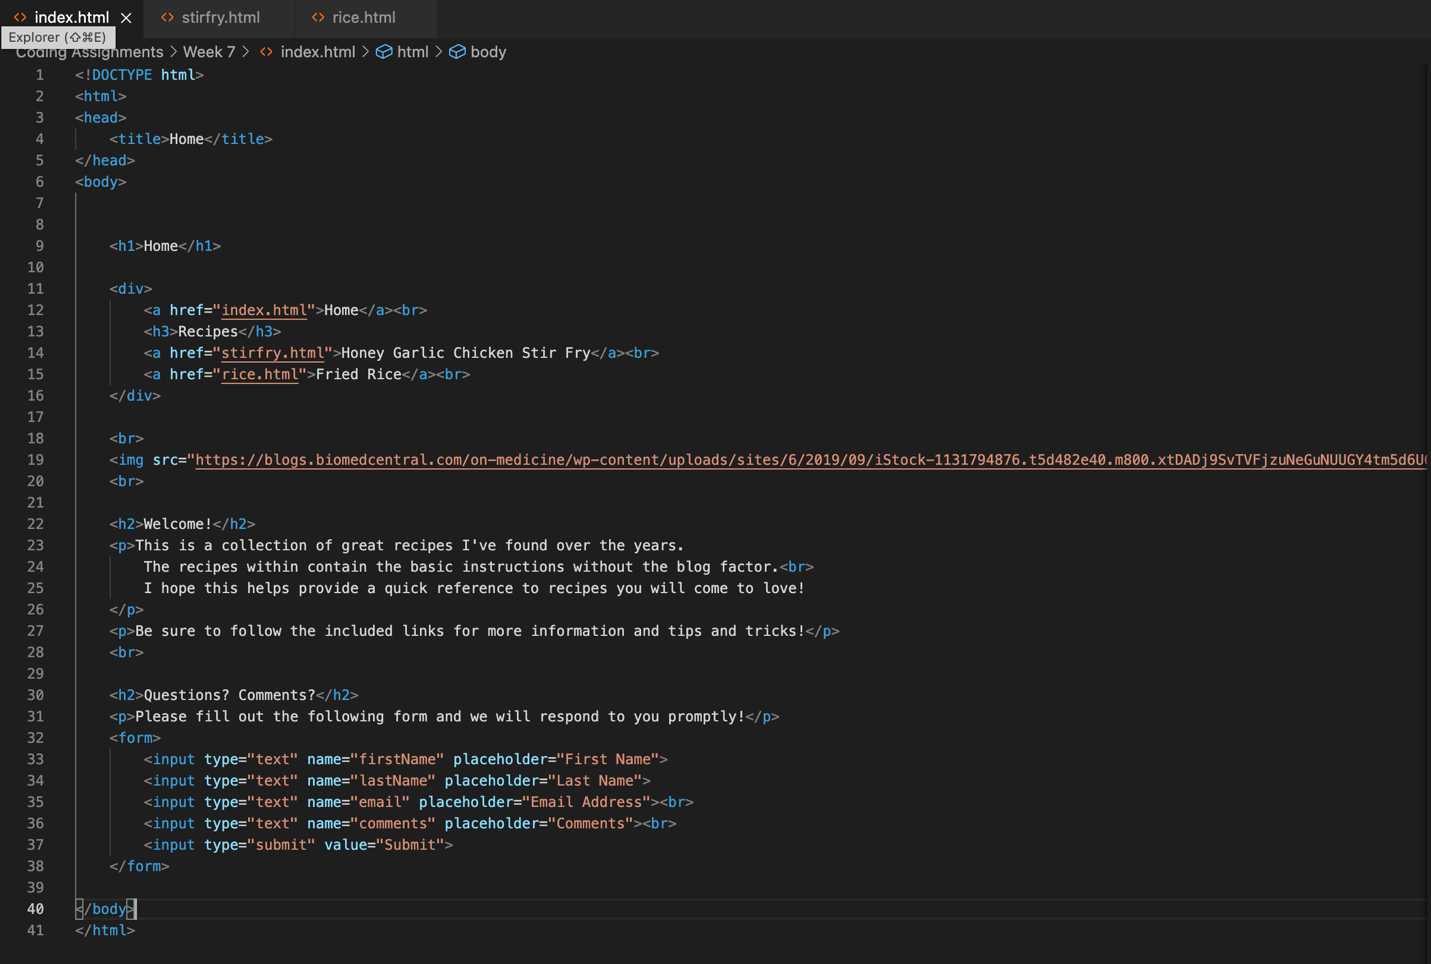 index.html × stirfry.html rice.html
Explorer (⇧⌘E)
Coding Assignments > Week 7 > index.html > html > body
1 <!DOCTYPE html>
2 <html>
3 <head>
4 <title>Home</title>
5 </head>
6 <body>
7
8
9 <h1>Home</h1>
10
11 <div>
12 <a href="index.html">Home</a><br>
13 <h3>Recipes</h3>
14 <a href="stirfry.html">Honey Garlic Chicken Stir Fry</a><br>
15 <a href="rice.html">Fried Rice</a><br>
16 </div>
17
18 <br>
19 <img src="https://blogs.biomedcentral.com/on-medicine/wp-content/uploads/sites/6/2019/09/iStock-1131794876.t5d482e40.m800.xtDADj9SvTVFjzuNeGuNUUGY4tm5d6U
20 <br>
21
22 <h2>Welcome!</h2>
23 <p>This is a collection of great recipes I've found over the years.
24 The recipes within contain the basic instructions without the blog factor.<br>
25 I hope this helps provide a quick reference to recipes you will come to love!
26 </p>
27 <p>Be sure to follow the included links for more information and tips and tricks!</p>
28 <br>
29
30 <h2>Questions? Comments?</h2>
31 <p>Please fill out the following form and we will respond to you promptly!</p>
32 <form>
33 <input type="text" name="firstName" placeholder="First Name">
34 <input type="text" name="lastName" placeholder="Last Name">
35 <input type="text" name="email" placeholder="Email Address"><br>
36 <input type="text" name="comments" placeholder="Comments"><br>
37 <input type="submit" value="Submit">
38 </form>
39
40 </body>
41 </html>